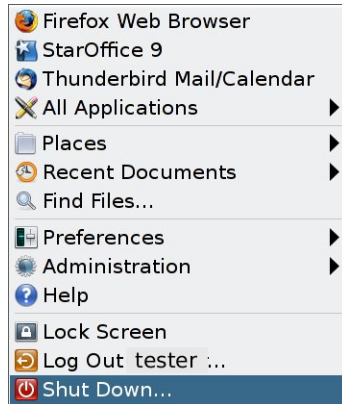 Firefox Web Browser
StarOffice 9
Thunderbird Mail/Calendar
All Applications
Places
Recent Documents
Find Files...
Preferences
Administration
Help
Lock Screen
Log Out tester ...
Shut Down...